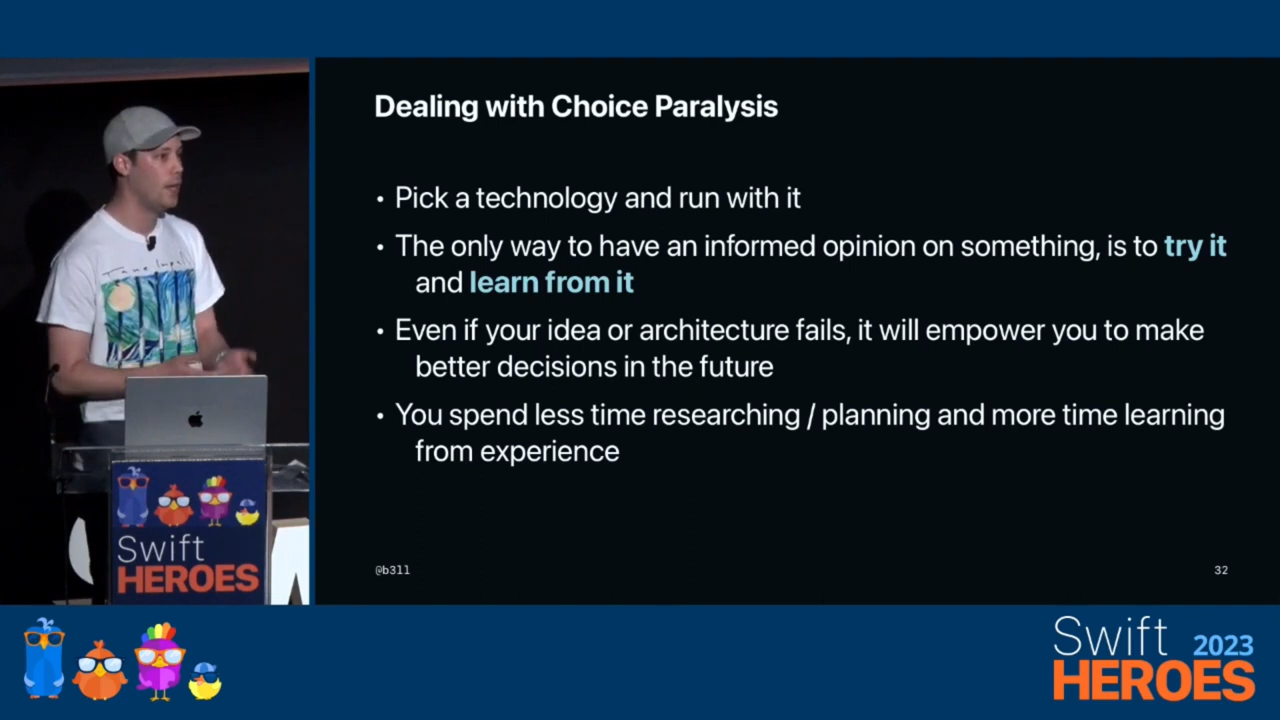 Dealing with Choice Paralysis
• Pick a technology and run with it
• The only way to have an informed opinion on something, is to try it
and learn from it
• Even if your idea or architecture fails, it will empower you to make
better decisions in the future
• You spend less time researching / planning and more time learning
from experience
@b3ll
32
Swift
HEROES
Swift 2023
HEROES